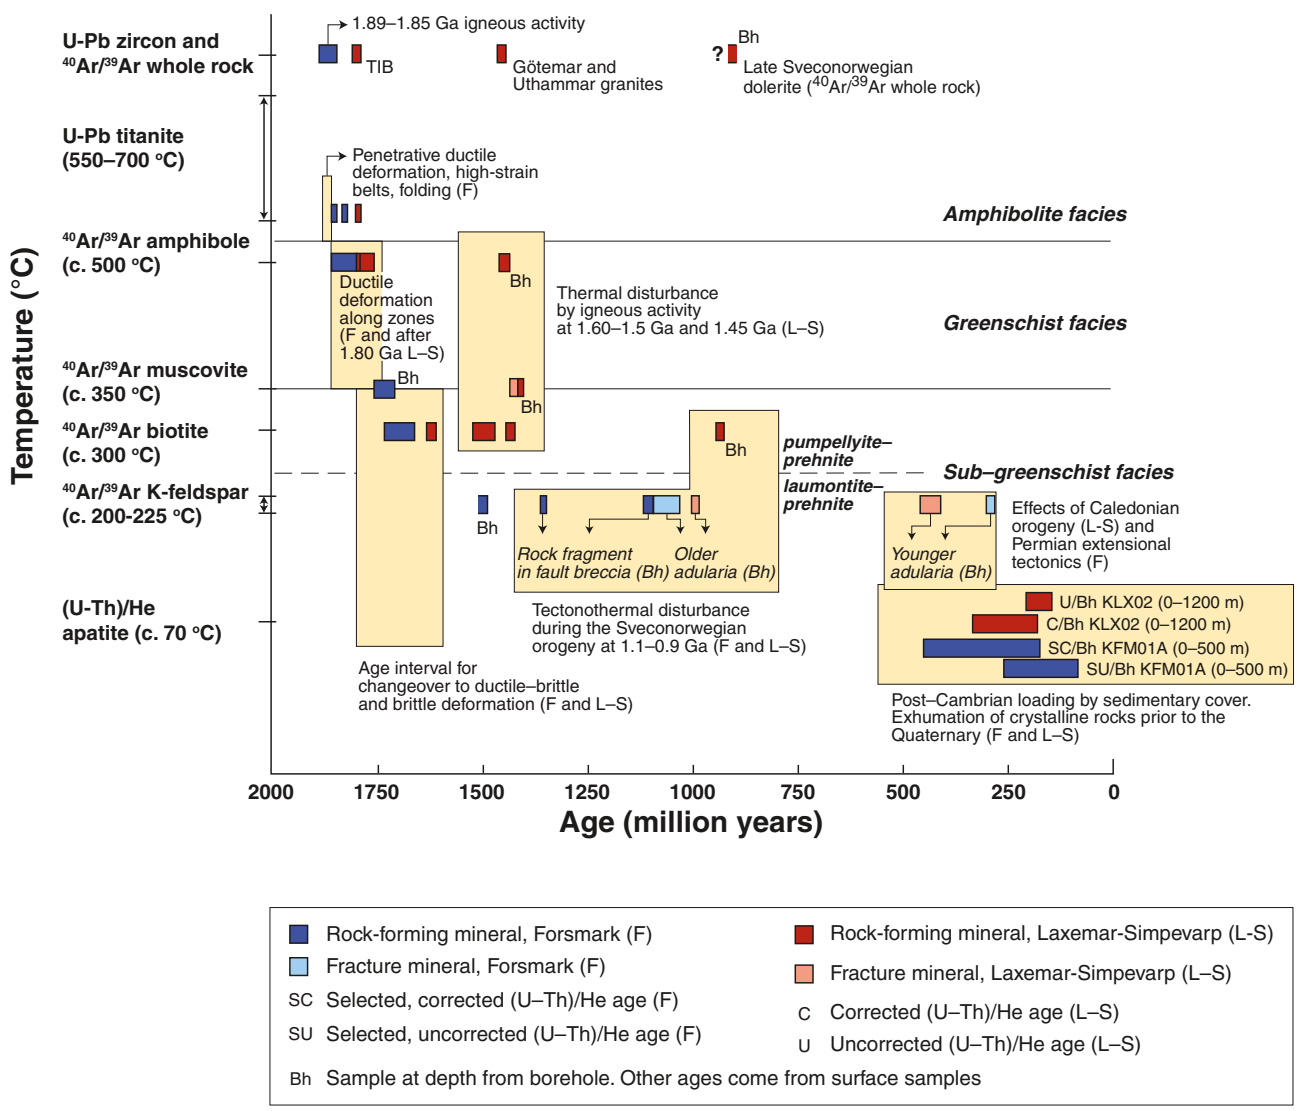 U-Pb zircon and
40Ar/39Ar whole rock
1.89–1.85 Ga igneous activity
TIB
Götemar and
Uthammar granites
?
Bh
Late Sveconorwegian
dolerite (40Ar/39Ar whole rock)
U-Pb titanite
(550–700 °C)
Penetrative ductile
deformation, high-strain
belts, folding (F)
Amphibolite facies
40Ar/39Ar amphibole
(c. 500 °C)
Ductile
deformation
along zones
(F and after
1.80 Ga L–S)
Bh
Thermal disturbance
by igneous activity
at 1.60–1.5 Ga and 1.45 Ga (L–S)
Greenschist facies
Temperature (°C)
40Ar/39Ar muscovite
(c. 350 °C)
Bh
Bh
40Ar/39Ar biotite
(c. 300 °C)
Bh
pumpellyite–
prehnite
Sub–greenschist facies
laumontite–
prehnite
40Ar/39Ar K-feldspar
(c. 200-225 °C)
Bh
Rock fragment
in fault breccia (Bh)
Older
adularia (Bh)
Younger
adularia (Bh)
Effects of Caledonian
orogeny (L-S) and
Permian extensional
tectonics (F)
(U-Th)/He
apatite (c. 70 °C)
Tectonothermal disturbance
during the Sveconorwegian
orogeny at 1.1–0.9 Ga (F and L–S)
U/Bh KLX02 (0–1200 m)
C/Bh KLX02 (0–1200 m)
SC/Bh KFM01A (0–500 m)
SU/Bh KFM01A (0–500 m)
Age interval for
changeover to ductile–brittle
and brittle deformation (F and L–S)
Post–Cambrian loading by sedimentary cover.
Exhumation of crystalline rocks prior to the
Quaternary (F and L–S)
2000 1750 1500 1250 1000 750 500 250 0
Age (million years)
Rock-forming mineral, Forsmark (F)
Fracture mineral, Forsmark (F)
SC Selected, corrected (U–Th)/He age (F)
SU Selected, uncorrected (U–Th)/He age (F)
Rock-forming mineral, Laxemar-Simpevarp (L-S)
Fracture mineral, Laxemar-Simpevarp (L–S)
C Corrected (U–Th)/He age (L–S)
U Uncorrected (U–Th)/He age (L–S)
Bh Sample at depth from borehole. Other ages come from surface samples